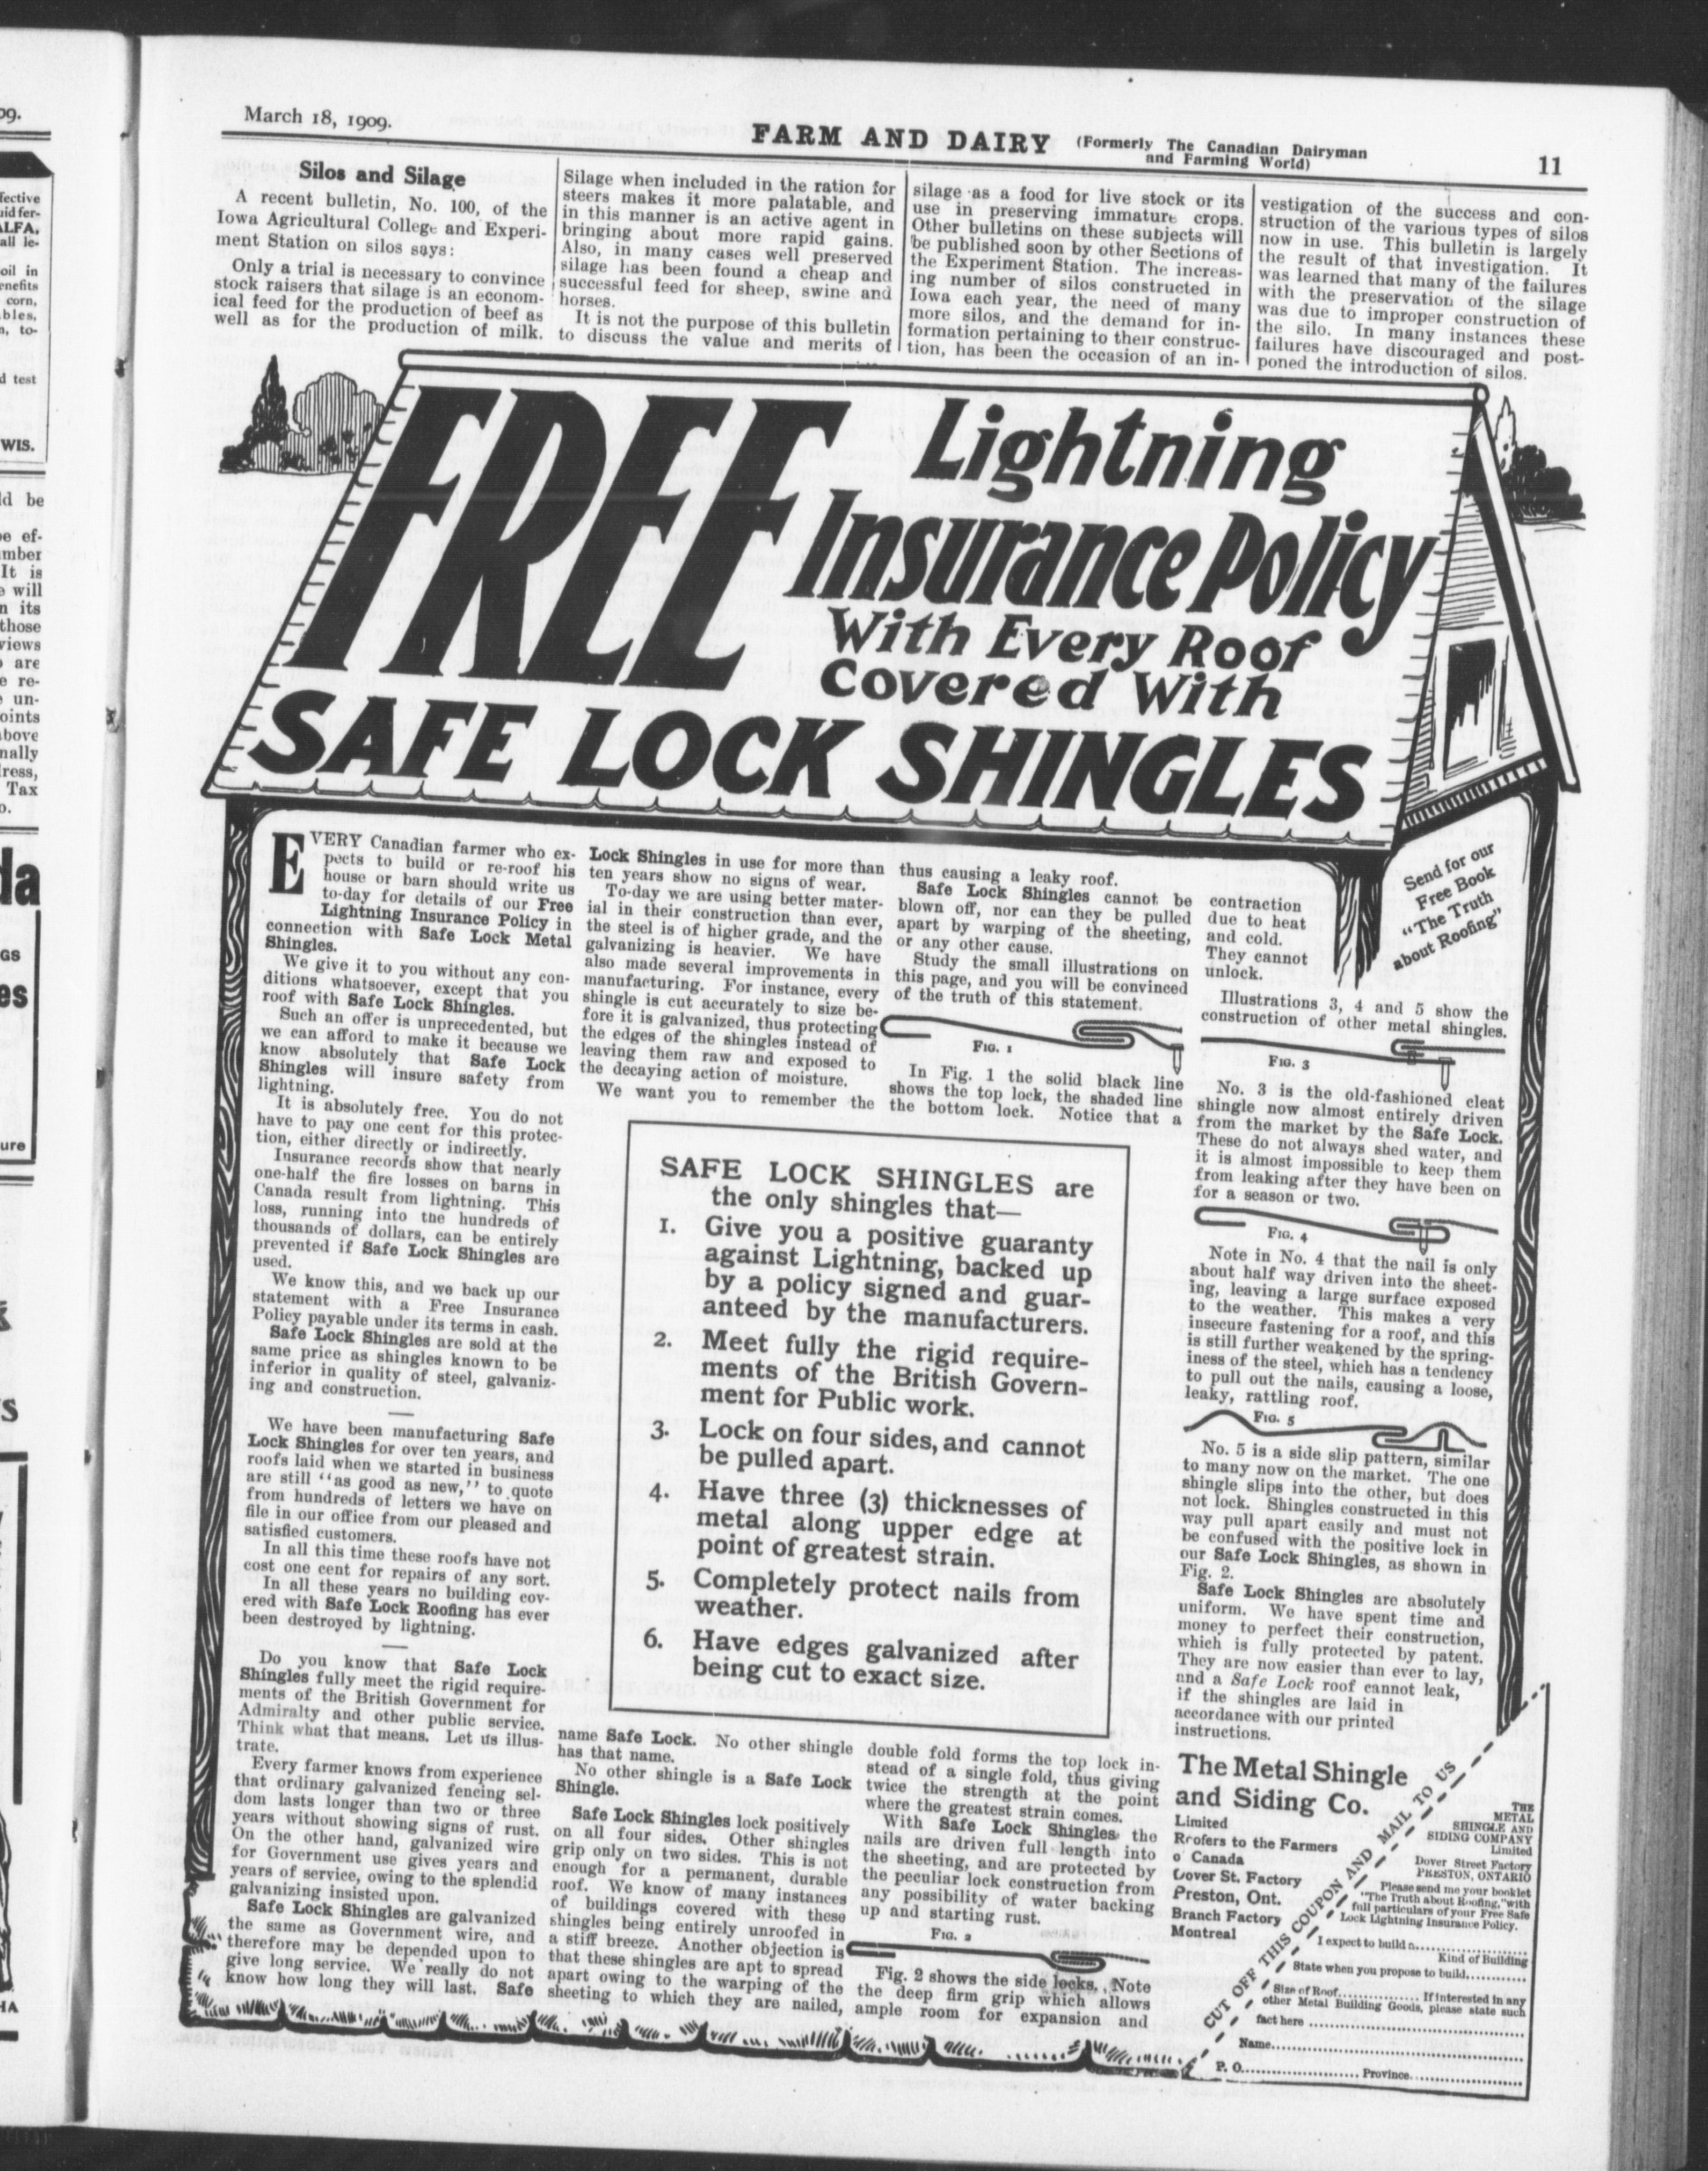 March 18, 1909.
FARM AND DAIRY
(Formerly The Canadian Dairyman
and Farming World)
11
Silos and Silage
A recent bulletin, No. 100, of the
Iowa Agricultural College and Experi-
ment Station on silos says:
Only a trial is necessary to convince
stock raisers that silage is an econom-
ical feed for the production of beef as
well as for the production of milk.
Silage when included in the ration for
steers makes it more palatable, and
in this manner is an active agent in
bringing about more rapid gains.
Also, in many cases well preserved
silage has been found a cheap and
successful feed for sheep, swine and
horses.
It is not the purpose of this bulletin
to discuss the value and merits of
silage as a food for live stock or its
use in preserving immature crops.
Other bulletins on these subjects will
be published soon by other Sections of
the Experiment Station. The increas-
ing number of silos constructed in
Iowa each year, the need of many
more silos, and the demand for in-
formation pertaining to their construc-
tion, has been the occasion of an in-
vestigation of the success and con-
struction of the various types of silos
now in use. This bulletin is largely
the result of that investigation. It
was learned that many of the failures
with the preservation of the silage
was due to improper construction of
the silo. In many instances these
failures have discouraged and post-
poned the introduction of silos.
FREE
Lightning
Insurance Policy
With Every Roof
Covered With
SAFE LOCK SHINGLES
EVERY Canadian farmer who ex-
pects to build or re-roof his
house or barn should write us
to-day for details of our Free
Lightning Insurance Policy in
connection with Safe Lock Metal
Shingles.
We give it to you without any con-
ditions whatsoever, except that you
roof with Safe Lock Shingles.
Such an offer is unprecedented, but
we can afford to make it because we
know absolutely that Safe Lock
Shingles will insure safety from
lightning.
It is absolutely free. You do not
have to pay one cent for this protec-
tion, either directly or indirectly.
Insurance records show that nearly
one-half the fire losses on barns in
Canada result from lightning. This
loss, running into the hundreds of
thousands of dollars, can be entirely
prevented if Safe Lock Shingles are
used.
We know this, and we back up our
statement with a Free Insurance
Policy payable under its terms in cash.
Safe Lock Shingles are sold at the
same price as shingles known to be
inferior in quality of steel, galvaniz-
ing and construction.
We have been manufacturing Safe
Lock Shingles for over ten years, and
roofs laid when we started in business
are still "as good as new," to quote
from hundreds of letters we have on
file in our office from our pleased and
satisfied customers.
In all this time these roofs have not
cost one cent for repairs of any sort.
In all these years no building cov-
ered with Safe Lock Roofing has ever
been destroyed by lightning.
Do you know that Safe Lock
Shingles fully meet the rigid require-
ments of the British Government for
Admiralty and other public service.
Think what that means. Let us illus-
trate.
Every farmer knows from experience
that ordinary galvanized fencing sel-
dom lasts longer than two or three
years without showing signs of rust.
On the other hand, galvanized wire
for Government use gives years and
years of service, owing to the splendid
galvanizing insisted upon.
Safe Lock Shingles are galvanized
the same as Government wire, and
therefore may be depended upon to
give long service. We really do not
know how long they will last. Safe
Lock Shingles in use for more than
ten years show no signs of wear.
To-day we are using better mater-
ial in their construction than ever,
the steel is of higher grade, and the
galvanizing is heavier. We have
also made several improvements in
manufacturing. For instance, every
shingle is cut accurately to size be-
fore it is galvanized, thus protecting
the edges of the shingles instead of
leaving them raw and exposed to
the decaying action of moisture.
We want you to remember the
SAFE LOCK SHINGLES are
the only shingles that—
1. Give you a positive guaranty
against Lightning, backed up
by a policy signed and guar-
anteed by the manufacturers.
2. Meet fully the rigid require-
ments of the British Govern-
ment for Public work.
3. Lock on four sides, and cannot
be pulled apart.
4. Have three (3) thicknesses of
metal along upper edge at
point of greatest strain.
5. Completely protect nails from
weather.
6. Have edges galvanized after
being cut to exact size.
name Safe Lock. No other shingle
has that name.
No other shingle is a Safe Lock
Shingle.
Safe Lock Shingles lock positively
on all four sides. Other shingles
grip only on two sides. This is not
enough for a permanent, durable
roof. We know of many instances
of buildings covered with these
shingles being entirely unroofed in
a stiff breeze. Another objection is
that these shingles are apt to spread
apart owing to the warping of the
sheeting to which they are nailed,
thus causing a leaky roof.
Safe Lock Shingles cannot be
blown off, nor can they be pulled
apart by warping of the sheeting,
or any other cause.
Study the small illustrations on
this page, and you will be convinced
of the truth of this statement.
FIG. 1
In Fig. 1 the solid black line
shows the top lock, the shaded line
the bottom lock. Notice that a
double fold forms the top lock in-
stead of a single fold, thus giving
twice the strength at the point
where the greatest strain comes.
With Safe Lock Shingles the
nails are driven full length into
the sheeting, and are protected by
the peculiar lock construction from
any possibility of water backing
up and starting rust.
FIG. 2
Fig. 2 shows the side locks. Note
the deep firm grip which allows
ample room for expansion and
contraction
due to heat
and cold.
They cannot
unlock.
Send for our
Free Book
"The Truth
about Roofing"
Illustrations 3, 4 and 5 show the
construction of other metal shingles.
FIG. 3
No. 3 is the old-fashioned cleat
shingle now almost entirely driven
from the market by the Safe Lock.
These do not always shed water, and
it is almost impossible to keep them
from leaking after they have been on
for a season or two.
FIG. 4
Note in No. 4 that the nail is only
about half way driven into the sheet-
ing, leaving a large surface exposed
to the weather. This makes a very
insecure fastening for a roof, and this
is still further weakened by the spring-
iness of the steel, which has a tendency
to pull out the nails, causing a loose,
leaky, rattling roof.
FIG. 5
No. 5 is a side slip pattern, similar
to many now on the market. The one
shingle slips into the other, but does
not lock. Shingles constructed in this
way pull apart easily and must not
be confused with the positive lock in
our Safe Lock Shingles, as shown in
Fig. 2.
Safe Lock Shingles are absolutely
uniform. We have spent time and
money to perfect their construction,
which is fully protected by patent.
They are now easier than ever to lay,
and a Safe Lock roof cannot leak,
if the shingles are laid in
accordance with our printed
instructions.
The Metal Shingle
and Siding Co.
Limited
Roofers to the Farmers
o Canada
Dover St. Factory
Preston, Ont.
Branch Factory
Montreal
CUT OFF THIS COUPON AND MAIL TO US
THE
METAL
SHINGLE AND
SIDING COMPANY
Limited
Dover Street Factory
PRESTON, ONTARIO
Please send me your booklet
"The Truth about Roofing," with
full particulars of your Free Safe
Lock Lightning Insurance Policy.
I expect to build a....................
Kind of Building
State when you propose to build............
Size of Roof................ If interested in any
other Metal Building Goods, please state such
fact here ........................................
Name........................................
P. O......................... Province....................